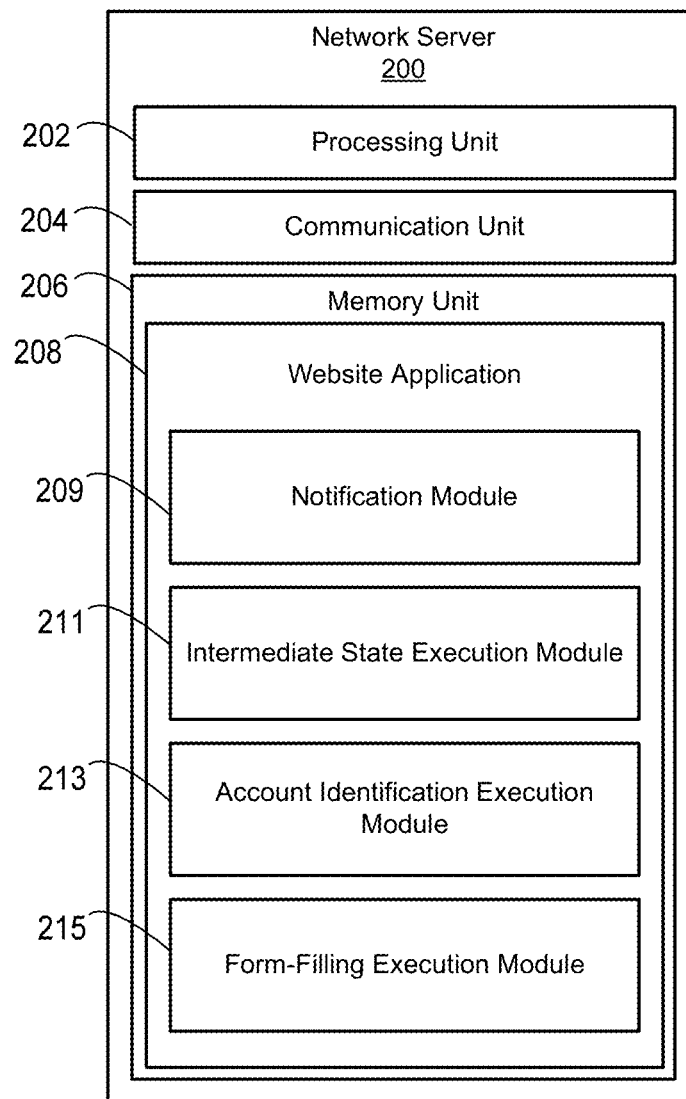 Network Server
200
202
Processing Unit
204
Communication Unit
206
Memory Unit
208
Website Application
209
Notification Module
211
Intermediate State Execution Module
213
Account Identification Execution
Module
215
Form-Filling Execution Module